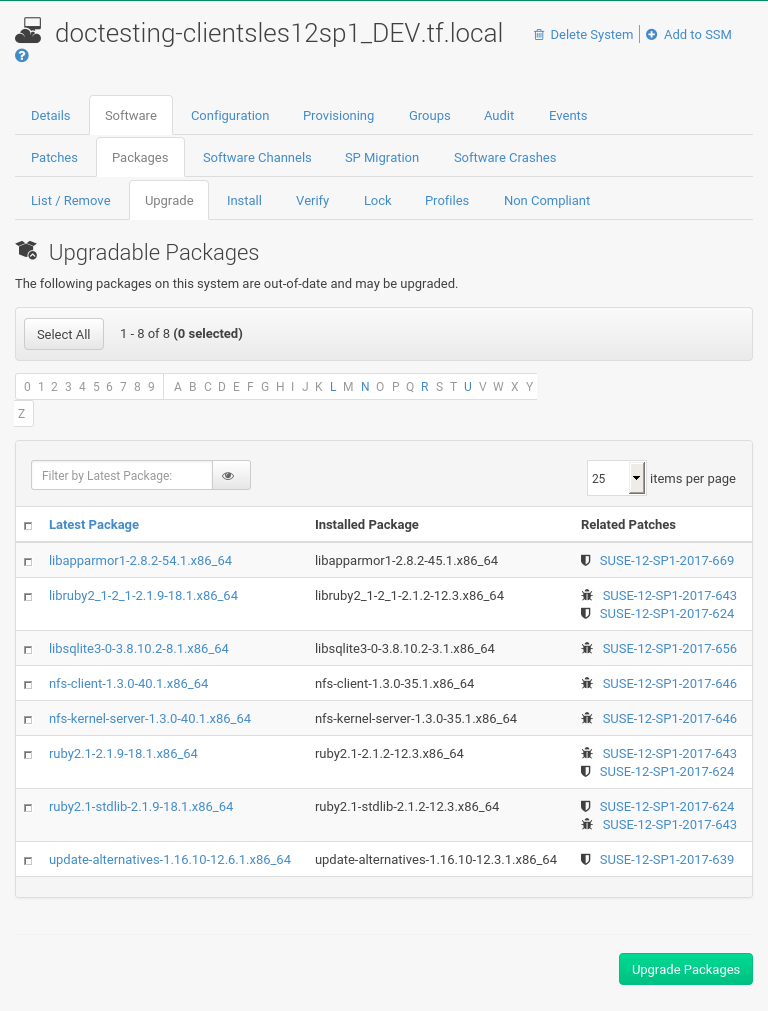 doctesting-clientsles12sp1_DEV.tf.local Delete System Add to SSM
?
Details Software Configuration Provisioning Groups Audit Events
Patches Packages Software Channels SP Migration Software Crashes
List / Remove Upgrade Install Verify Lock Profiles Non Compliant
Upgradable Packages
The following packages on this system are out-of-date and may be upgraded.
Select All 1 - 8 of 8 (0 selected)
0 1 2 3 4 5 6 7 8 9 A B C D E F G H I J K L M N O P Q R S T U V W X Y
Z
Filter by Latest Package: 25 items per page
Latest Package Installed Package Related Patches
libapparmor1-2.8.2-54.1.x86_64 libapparmor1-2.8.2-45.1.x86_64 SUSE-12-SP1-2017-669
libruby2_1-2_1-2.1.9-18.1.x86_64 libruby2_1-2_1-2.1.2-12.3.x86_64 SUSE-12-SP1-2017-643
SUSE-12-SP1-2017-624
libsqlite3-0-3.8.10.2-8.1.x86_64 libsqlite3-0-3.8.10.2-3.1.x86_64 SUSE-12-SP1-2017-656
nfs-client-1.3.0-40.1.x86_64 nfs-client-1.3.0-35.1.x86_64 SUSE-12-SP1-2017-646
nfs-kernel-server-1.3.0-40.1.x86_64 nfs-kernel-server-1.3.0-35.1.x86_64 SUSE-12-SP1-2017-646
ruby2.1-2.1.9-18.1.x86_64 ruby2.1-2.1.2-12.3.x86_64 SUSE-12-SP1-2017-643
SUSE-12-SP1-2017-624
ruby2.1-stdlib-2.1.9-18.1.x86_64 ruby2.1-stdlib-2.1.2-12.3.x86_64 SUSE-12-SP1-2017-624
SUSE-12-SP1-2017-643
update-alternatives-1.16.10-12.6.1.x86_64 update-alternatives-1.16.10-12.3.1.x86_64 SUSE-12-SP1-2017-639
Upgrade Packages